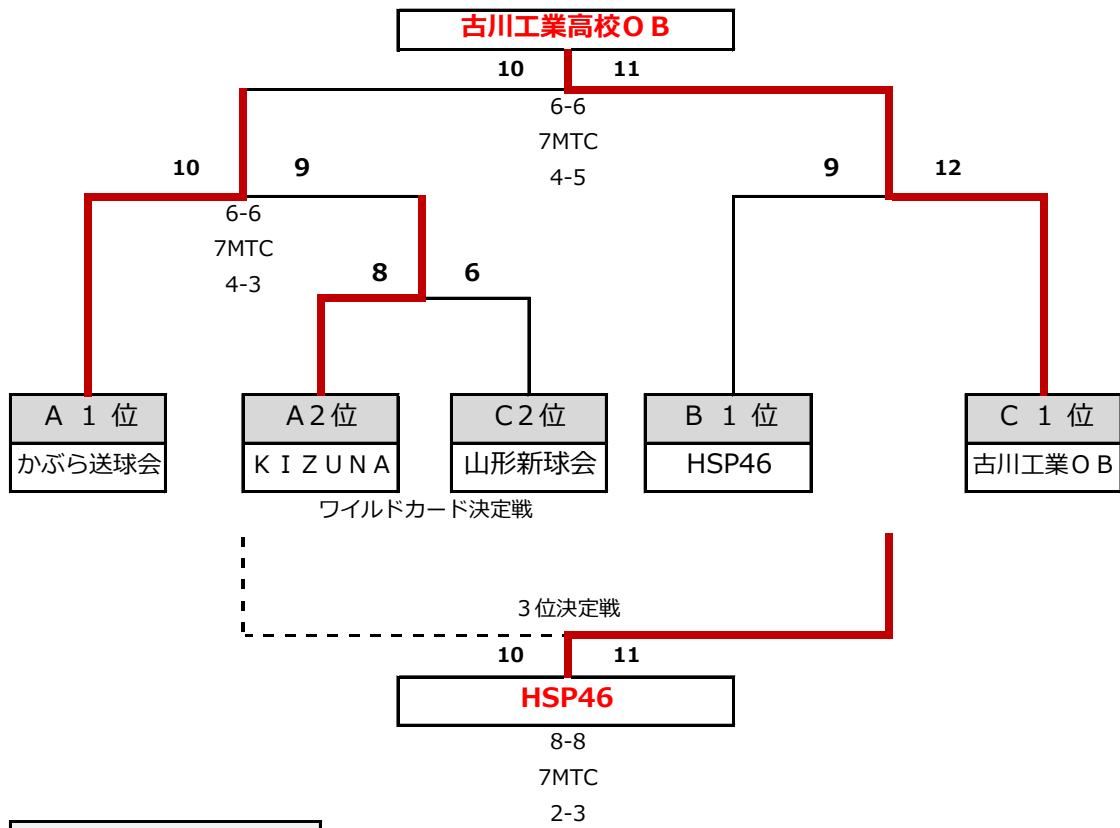 古川工業高校ＯＢ
10 11
6-6
7MTC
4-5
10 9
9 12
6-6
7MTC
4-3
8 6
A １ 位 A２位 C２位 B １ 位 C １ 位
かぶら送球会 ＫＩＺＵＮＡ 山形新球会 HSP46 古川工業ＯＢ
ワイルドカード決定戦
３位決定戦
10 11
HSP46
8-8
7MTC
2-3